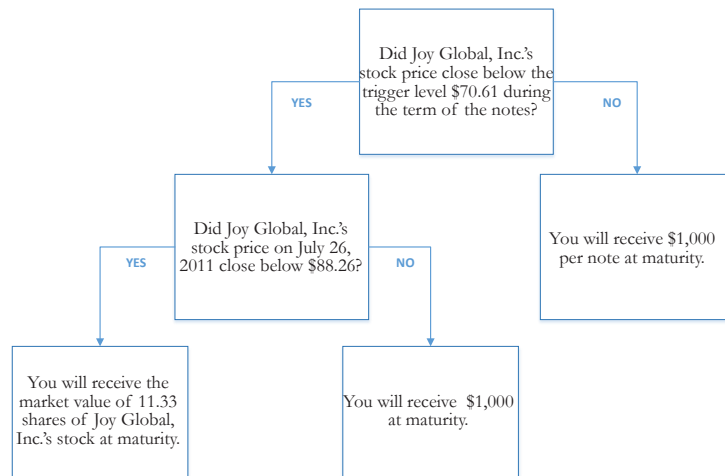 Did Joy Global, Inc.'s
stock price close below the
trigger level $70.61 during
the term of the notes?
YES
NO
Did Joy Global, Inc.'s
stock price on July 26,
2011 close below $88.26?
You will receive $1,000
per note at maturity.
YES
NO
You will receive the
market value of 11.33
shares of Joy Global,
Inc.'s stock at maturity.
You will receive $1,000
at maturity.